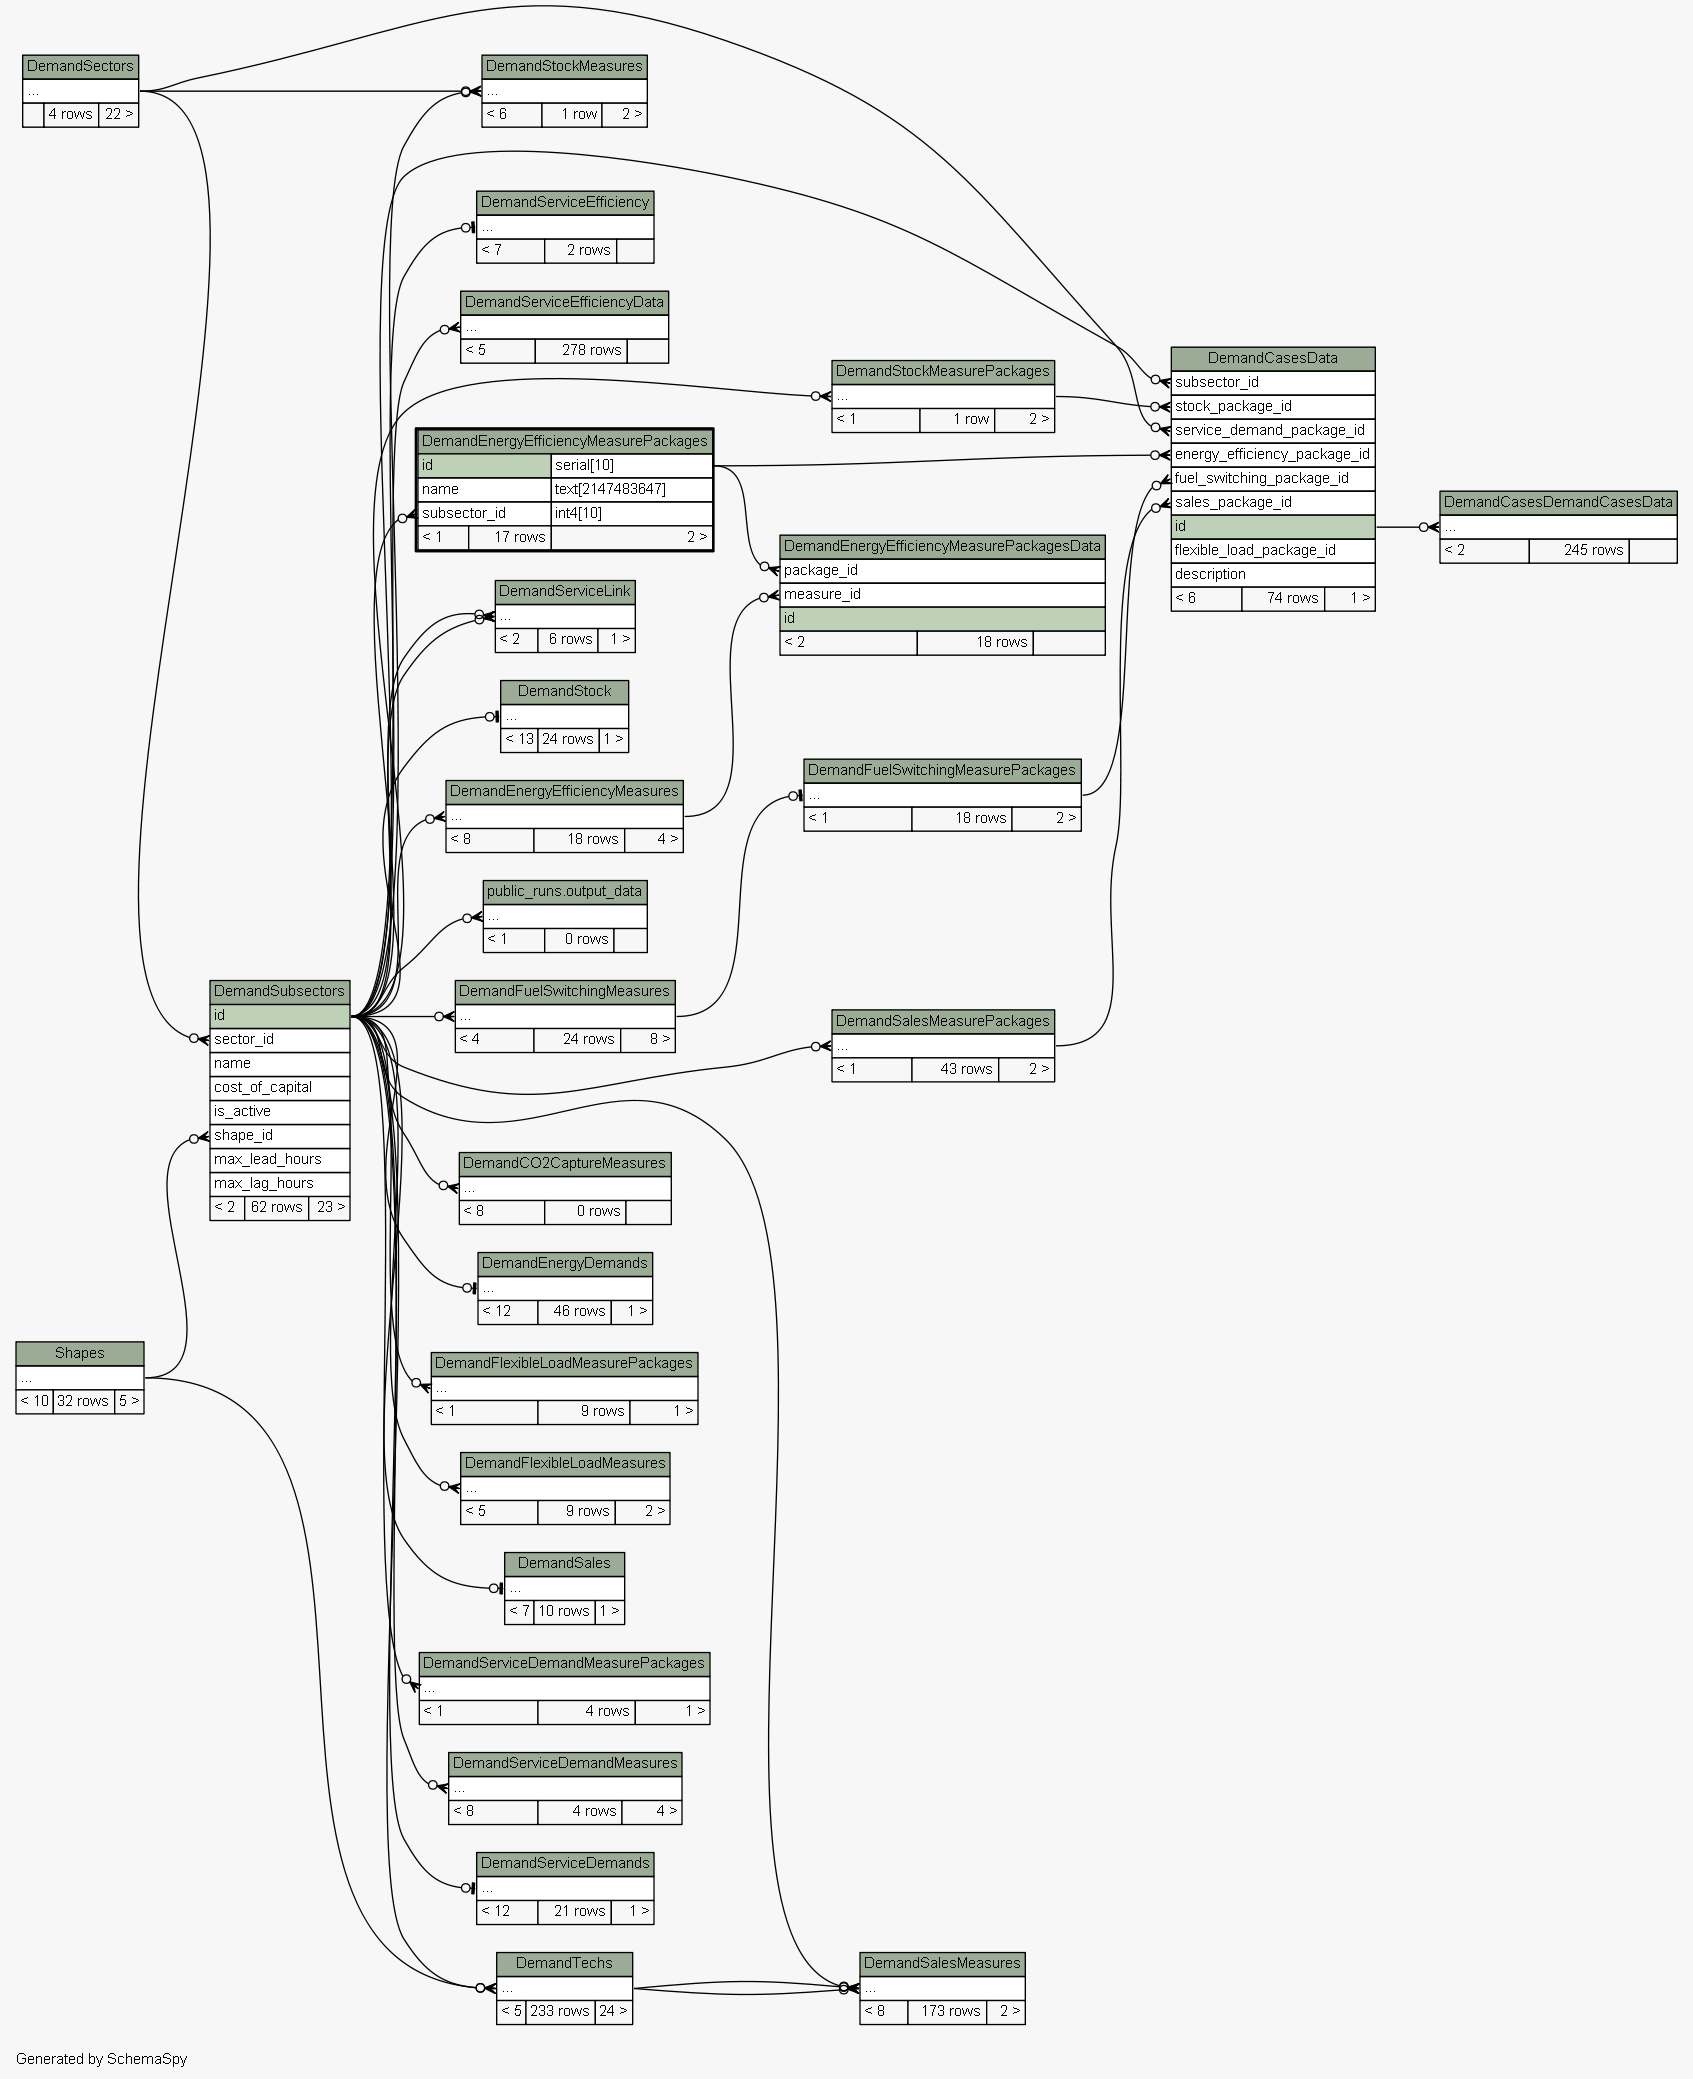 DemandSectors
...
4 rows 22 >
DemandStockMeasures
...
< 6 1 row 2 >
DemandServiceEfficiency
...
< 7 2 rows
DemandServiceEfficiencyData
...
< 5 278 rows
DemandStockMeasurePackages
...
< 1 1 row 2 >
DemandCasesData
subsector_id
stock_package_id
service_demand_package_id
energy_efficiency_package_id
fuel_switching_package_id
sales_package_id
id
flexible_load_package_id
description
< 6 74 rows 1 >
DemandCasesDemandCasesData
...
< 2 245 rows
DemandEnergyEfficiencyMeasurePackages
id serial[10]
name text[2147483647]
subsector_id int4[10]
< 1 17 rows 2 >
DemandEnergyEfficiencyMeasurePackagesData
package_id
measure_id
id
< 2 18 rows
DemandServiceLink
...
< 2 6 rows 1 >
DemandStock
...
< 13 24 rows 1 >
DemandEnergyEfficiencyMeasures
...
< 8 18 rows 4 >
DemandFuelSwitchingMeasurePackages
...
< 1 18 rows 2 >
public_runs.output_data
...
< 1 0 rows
DemandSubsectors
id
sector_id
name
cost_of_capital
is_active
shape_id
max_lead_hours
max_lag_hours
< 2 62 rows 23 >
DemandFuelSwitchingMeasures
...
< 4 24 rows 8 >
DemandSalesMeasurePackages
...
< 1 43 rows 2 >
DemandCO2CaptureMeasures
...
< 8 0 rows
DemandEnergyDemands
...
< 12 46 rows 1 >
Shapes
...
< 10 32 rows 5 >
DemandFlexibleLoadMeasurePackages
...
< 1 9 rows 1 >
DemandFlexibleLoadMeasures
...
< 5 9 rows 2 >
DemandSales
...
< 7 10 rows 1 >
DemandServiceDemandMeasurePackages
...
< 1 4 rows 1 >
DemandServiceDemandMeasures
...
< 8 4 rows 4 >
DemandServiceDemands
...
< 12 21 rows 1 >
DemandTechs
...
< 5 233 rows 24 >
DemandSalesMeasures
...
< 8 173 rows 2 >
Generated by SchemaSpy